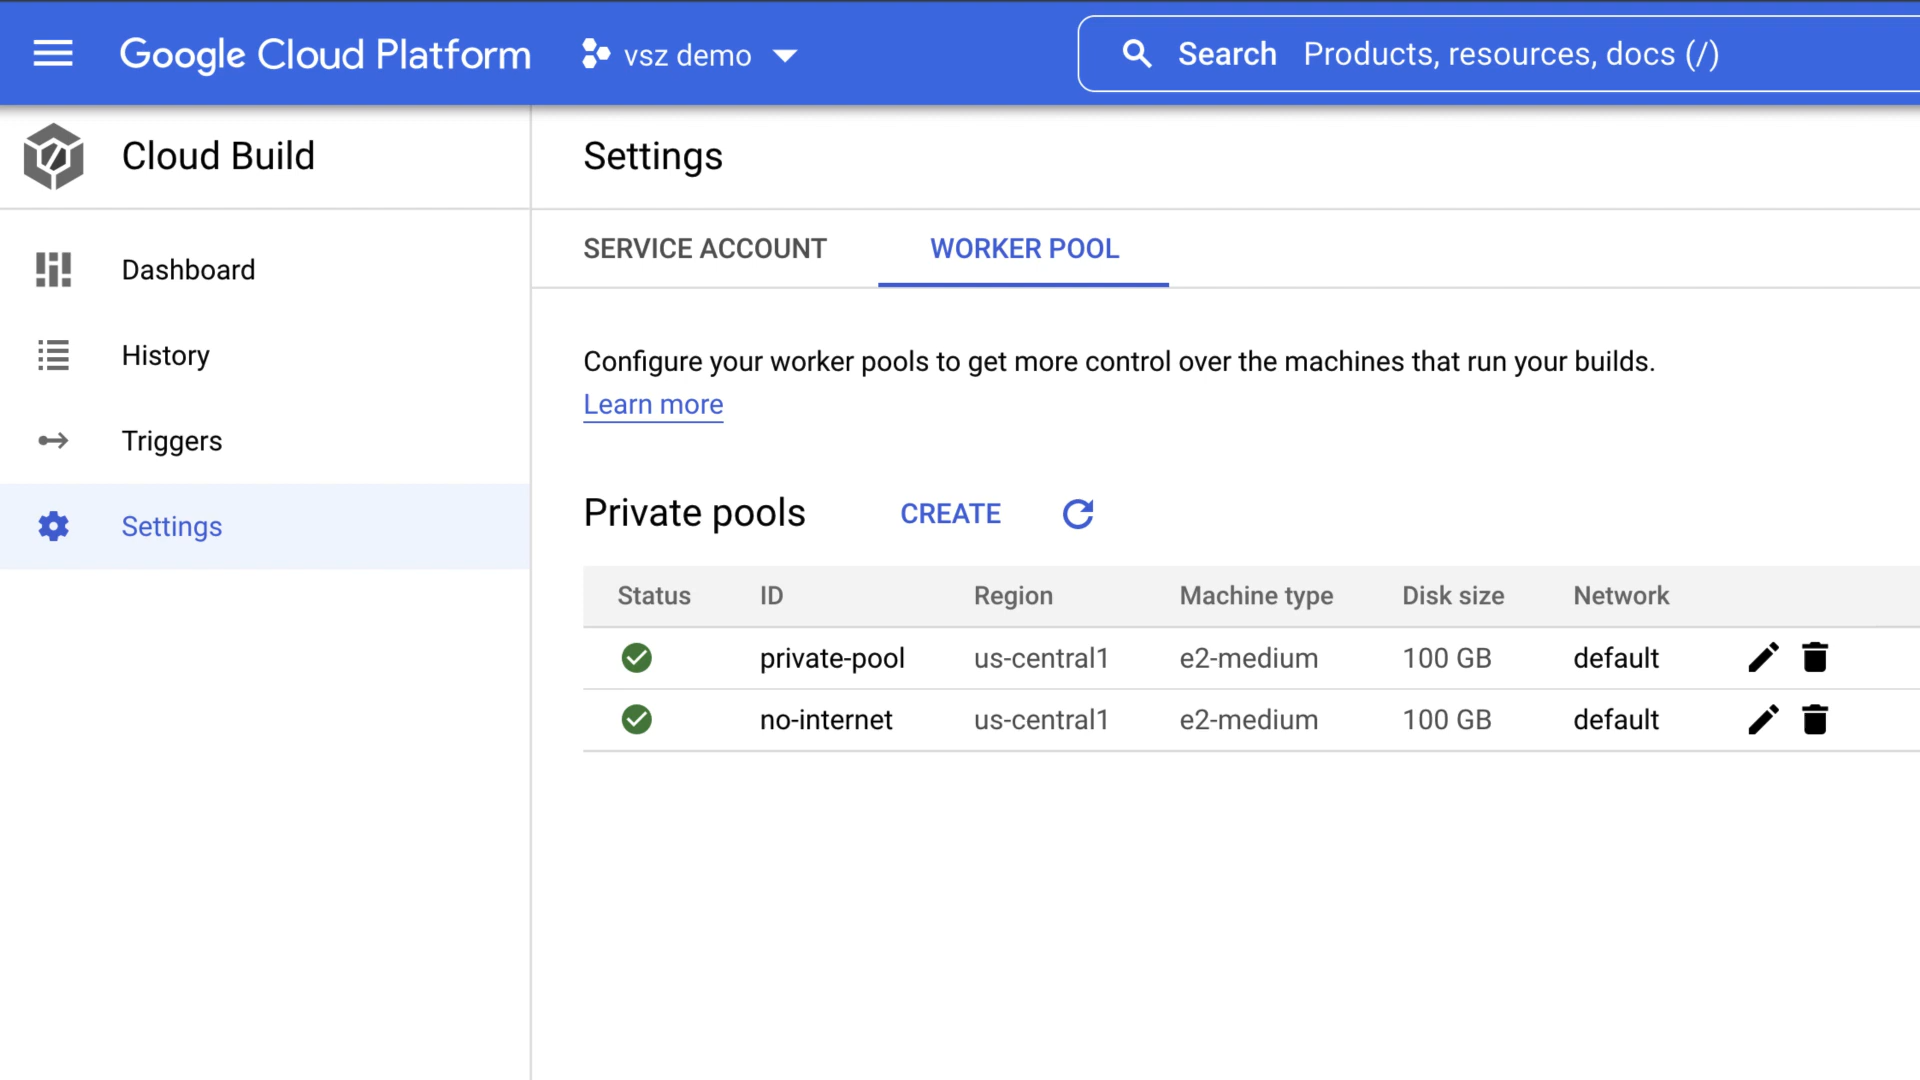 Google Cloud Platform
vsz demo
Search Products, resources, docs (/)
Cloud Build
Dashboard
History
Triggers
Settings
Settings
SERVICE ACCOUNT
WORKER POOL
Configure your worker pools to get more control over the machines that run your builds.
Learn more
Private pools
CREATE
Status ID Region Machine type Disk size Network
private-pool us-central1 e2-medium 100 GB default
no-internet us-central1 e2-medium 100 GB default